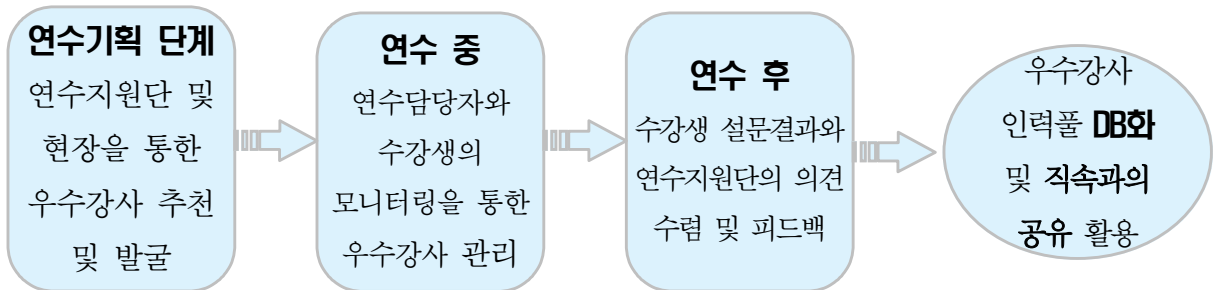 연수기획 단계
연수지원단 및
현장을 통한
우수강사 추천
및 발굴
연수 중
연수담당자와
수강생의
모니터링을 통한
우수강사 관리
연수 후
수강생 설문결과와
연수지원단의 의견
수렴 및 피드백
우수강사
인력풀 DB화
및 직속과의
공유 활용